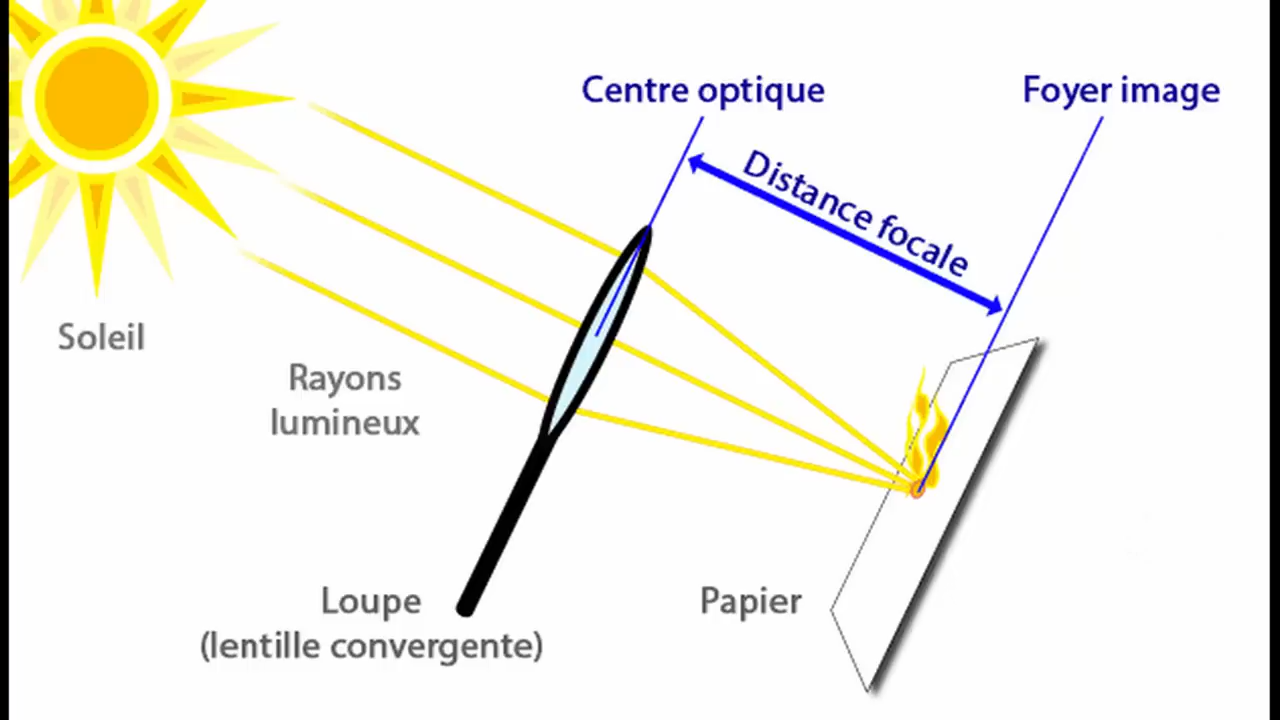 Centre optique
Foyer image
Distance focale
Soleil
Rayons
lumineux
Loupe
(lentille convergente)
Papier